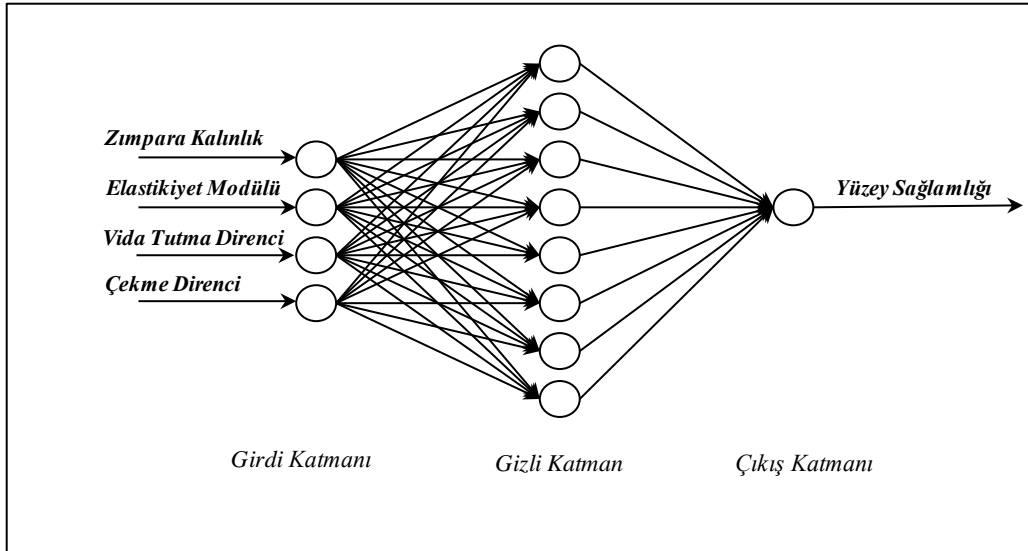 Zımpara Kalınlık
Elastikiyet Modülü
Vida Tutma Direnci
Çekme Direnci
Yüzey Sağlamlığı
Girdi Katmanı
Gizli Katman
Çıkış Katmanı